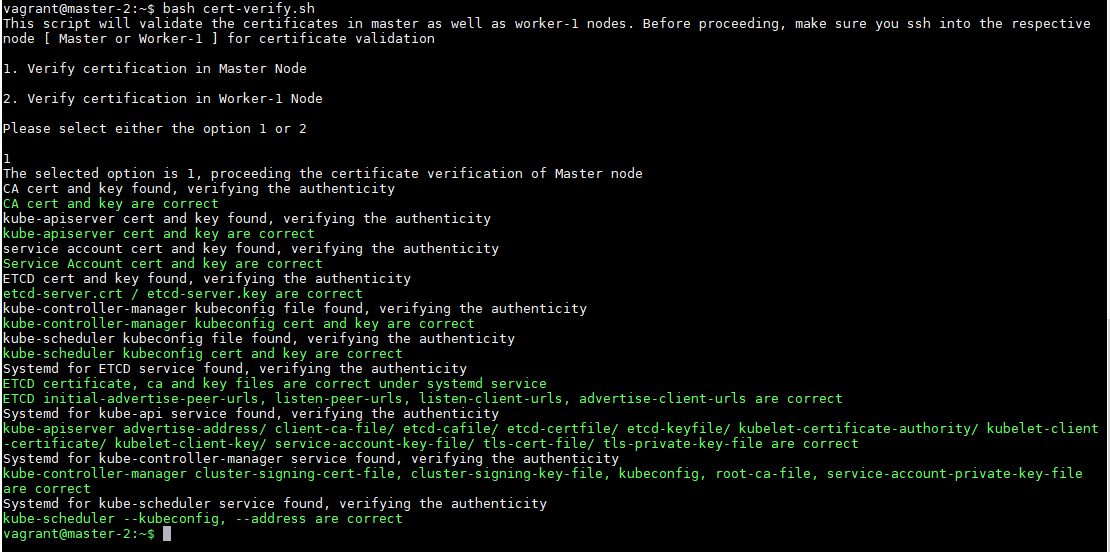 vagrant@master-2:~$ bash cert-verify.sh
This script will validate the certificates in master as well as worker-1 nodes. Before proceeding, make sure you ssh into the respective
node [ Master or Worker-1 ] for certificate validation
1. Verify certification in Master Node
2. Verify certification in Worker-1 Node
Please select either the option 1 or 2
1
The selected option is 1, proceeding the certificate verification of Master node
CA cert and key found, verifying the authenticity
CA cert and key are correct
kube-apiserver cert and key found, verifying the authenticity
kube-apiserver cert and key are correct
service account cert and key found, verifying the authenticity
Service Account cert and key are correct
ETCD cert and key found, verifying the authenticity
etcd-server.crt / etcd-server.key are correct
kube-controller-manager kubeconfig file found, verifying the authenticity
kube-controller-manager kubeconfig cert and key are correct
kube-scheduler kubeconfig file found, verifying the authenticity
kube-scheduler kubeconfig cert and key are correct
Systemd for ETCD service found, verifying the authenticity
ETCD certificate, ca and key files are correct under systemd service
ETCD initial-advertise-peer-urls, listen-peer-urls, listen-client-urls, advertise-client-urls are correct
Systemd for kube-api service found, verifying the authenticity
kube-apiserver advertise-address/ client-ca-file/ etcd-cafile/ etcd-certfile/ etcd-keyfile/ kubelet-certificate-authority/ kubelet-client
-certificate/ kubelet-client-key/ service-account-key-file/ tls-cert-file/ tls-private-key-file are correct
Systemd for kube-controller-manager service found, verifying the authenticity
kube-controller-manager cluster-signing-cert-file, cluster-signing-key-file, kubeconfig, root-ca-file, service-account-private-key-file
are correct
Systemd for kube-scheduler service found, verifying the authenticity
kube-scheduler --kubeconfig, --address are correct
vagrant@master-2:~$